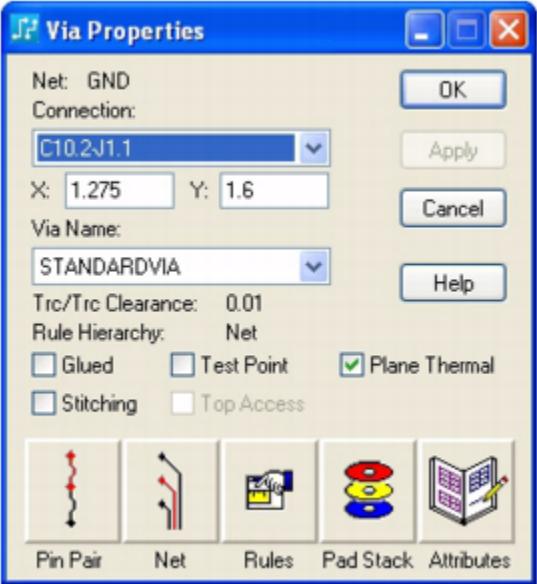 Via Properties
Net: GND
OK
Connection:
C10.2-J1.1
Apply
X: 1.275 Y: 1.6
Cancel
Via Name:
STANDARDVIA
Help
Trc/Trc Clearance: 0.01
Rule Hierarchy: Net
Glued Test Point Plane Thermal
Stitching Top Access
Pin Pair Net Rules Pad Stack Attributes